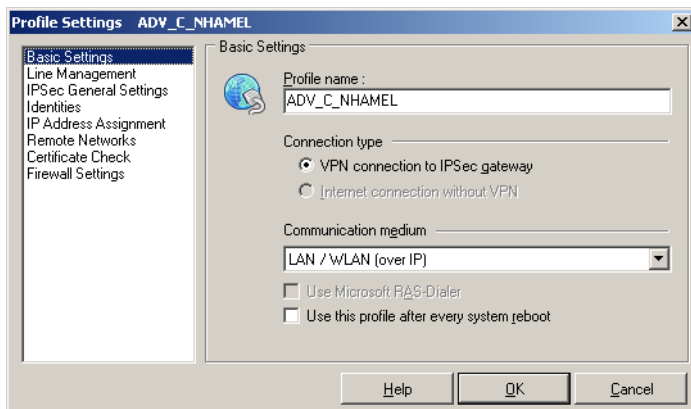 Profile Settings ADV_C_NHAMEL
Basic Settings
Line Management
IPSec General Settings
Identities
IP Address Assignment
Remote Networks
Certificate Check
Firewall Settings
Basic Settings
Profile name :
ADV_C_NHAMEL
Connection type
VPN connection to IPSec gateway
Internet connection without VPN
Communication medium
LAN / WLAN (over IP)
Use Microsoft RAS-Dialer
Use this profile after every system reboot
Help
OK
Cancel